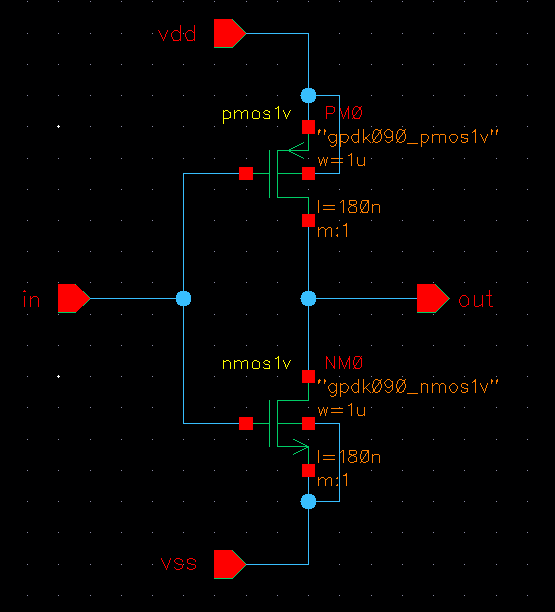 vdd
pmos1v
PM0
"gpdk090_pmos1v"
w=1u
l=180n
m:1
in
out
nmos1v
NM0
"gpdk090_nmos1v"
w=1u
l=180n
m:1
vss